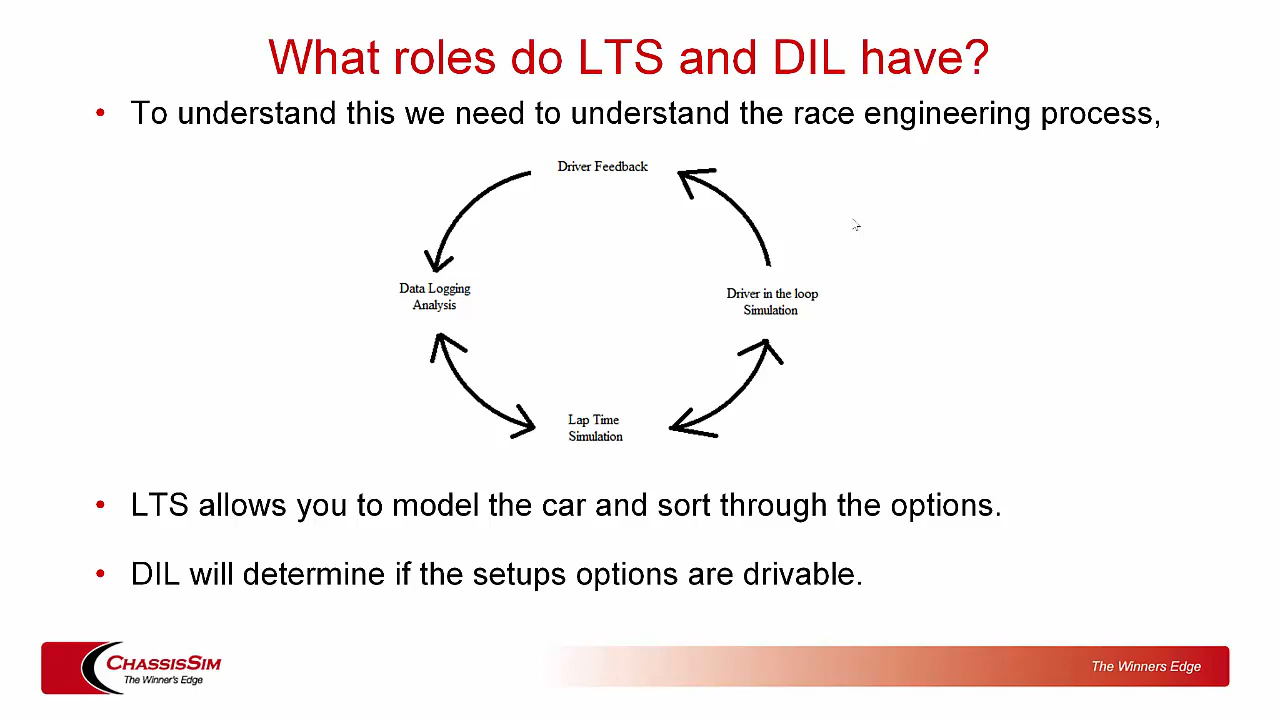 What roles do LTS and DIL have?
• To understand this we need to understand the race engineering process,
Driver Feedback
Data Logging
Analysis
Driver in the loop
Simulation
Lap Time
Simulation
• LTS allows you to model the car and sort through the options.
• DIL will determine if the setups options are drivable.
CHASSISSIM
The Winner's Edge
The Winners Edge